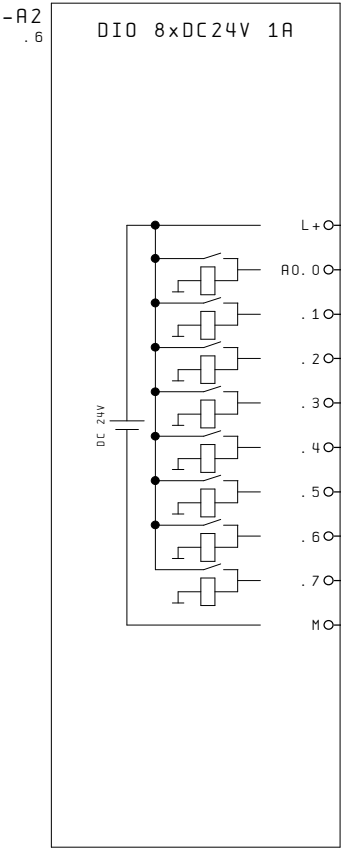 -A2
.6
DIO 8xDC24V 1A
L+
A0.0
.1
.2
.3
DC 24V
.4
.5
.6
.7
M